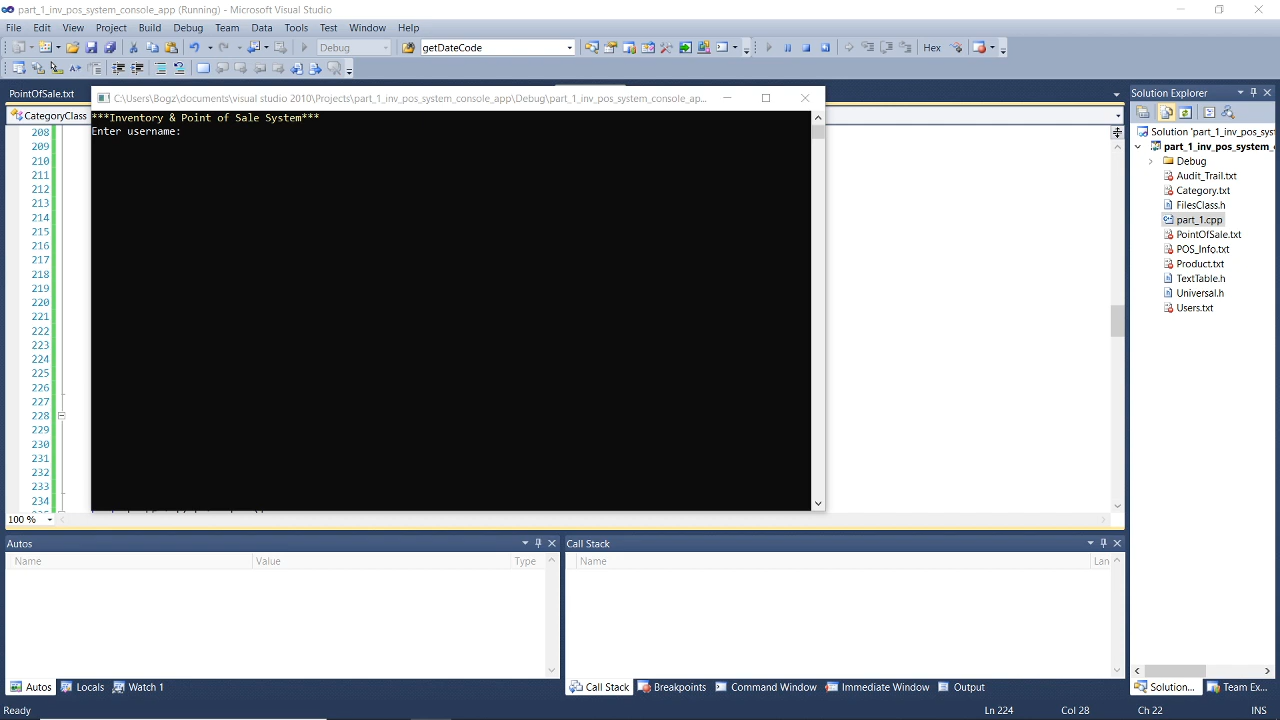 part_1_inv_pos_system_console_app (Running) - Microsoft Visual Studio
File Edit View Project Build Debug Team Data Tools Test Window Help
Debug getDateCode Hex
PointOfSale.txt
C:\Users\Bogz\documents\visual studio 2010\Projects\part_1_inv_pos_system_console_app\Debug\part_1_inv_pos_system_console_ap...
CategoryClass
***Inventory & Point of Sale System***
Enter username:
208
209
210
211
212
213
214
215
216
217
218
219
220
221
222
223
224
225
226
227
228
229
230
231
232
233
234
100 %
Solution Explorer
Solution 'part_1_inv_pos_sys
part_1_inv_pos_system_
Debug
Audit_Trail.txt
Category.txt
FilesClass.h
part_1.cpp
PointOfSale.txt
POS_Info.txt
Product.txt
TextTable.h
Universal.h
Users.txt
Autos
Name Value Type
Call Stack
Name Lan
Autos Locals Watch 1
Call Stack Breakpoints Command Window Immediate Window Output
Solution... Team Ex...
Ready Ln 224 Col 28 Ch 22 INS